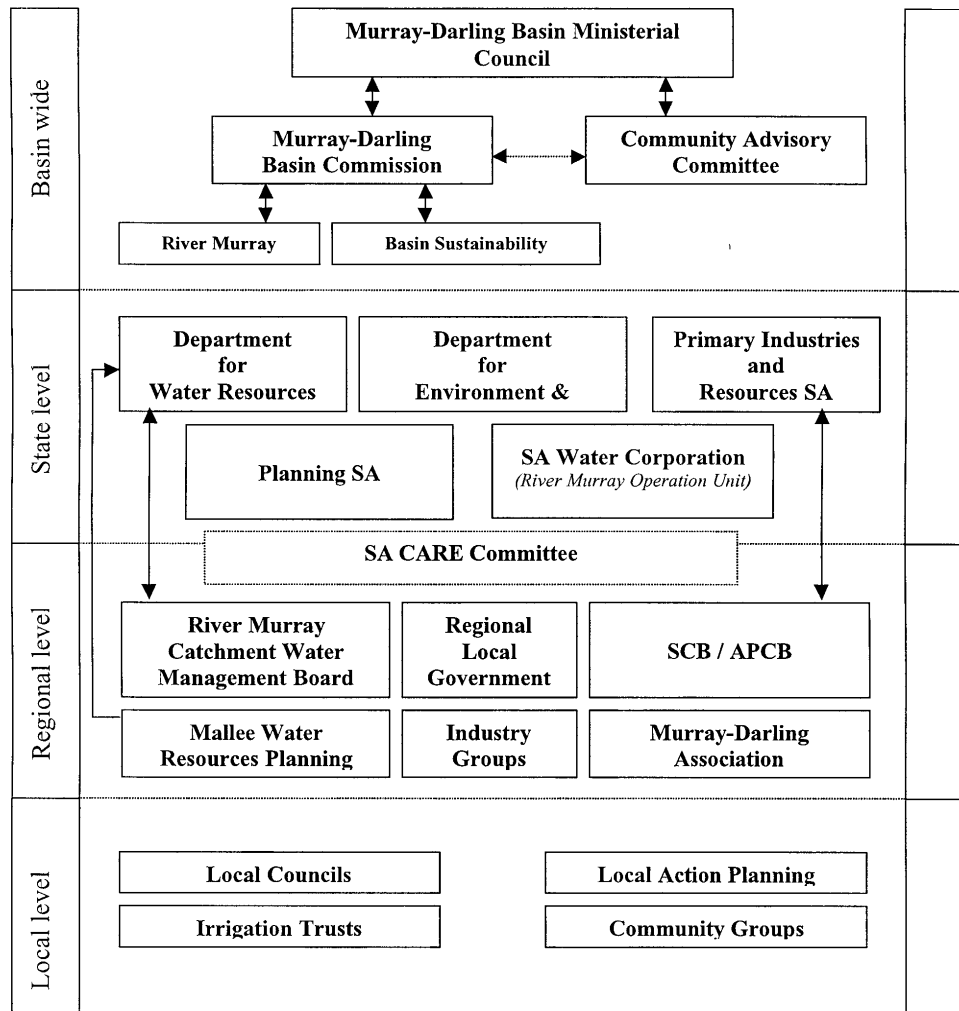 Basin wide
Murray-Darling Basin Ministerial
Council
Murray-Darling
Basin Commission
Community Advisory
Committee
River Murray
Basin Sustainability
State level
Department
for
Water Resources
Department
for
Environment &
Primary Industries
and
Resources SA
Planning SA
SA Water Corporation
(River Murray Operation Unit)
SA CARE Committee
Regional level
River Murray
Catchment Water
Management Board
Regional
Local
Government
SCB / APCB
Mallee Water
Resources Planning
Industry
Groups
Murray-Darling
Association
Local level
Local Councils
Local Action Planning
Irrigation Trusts
Community Groups